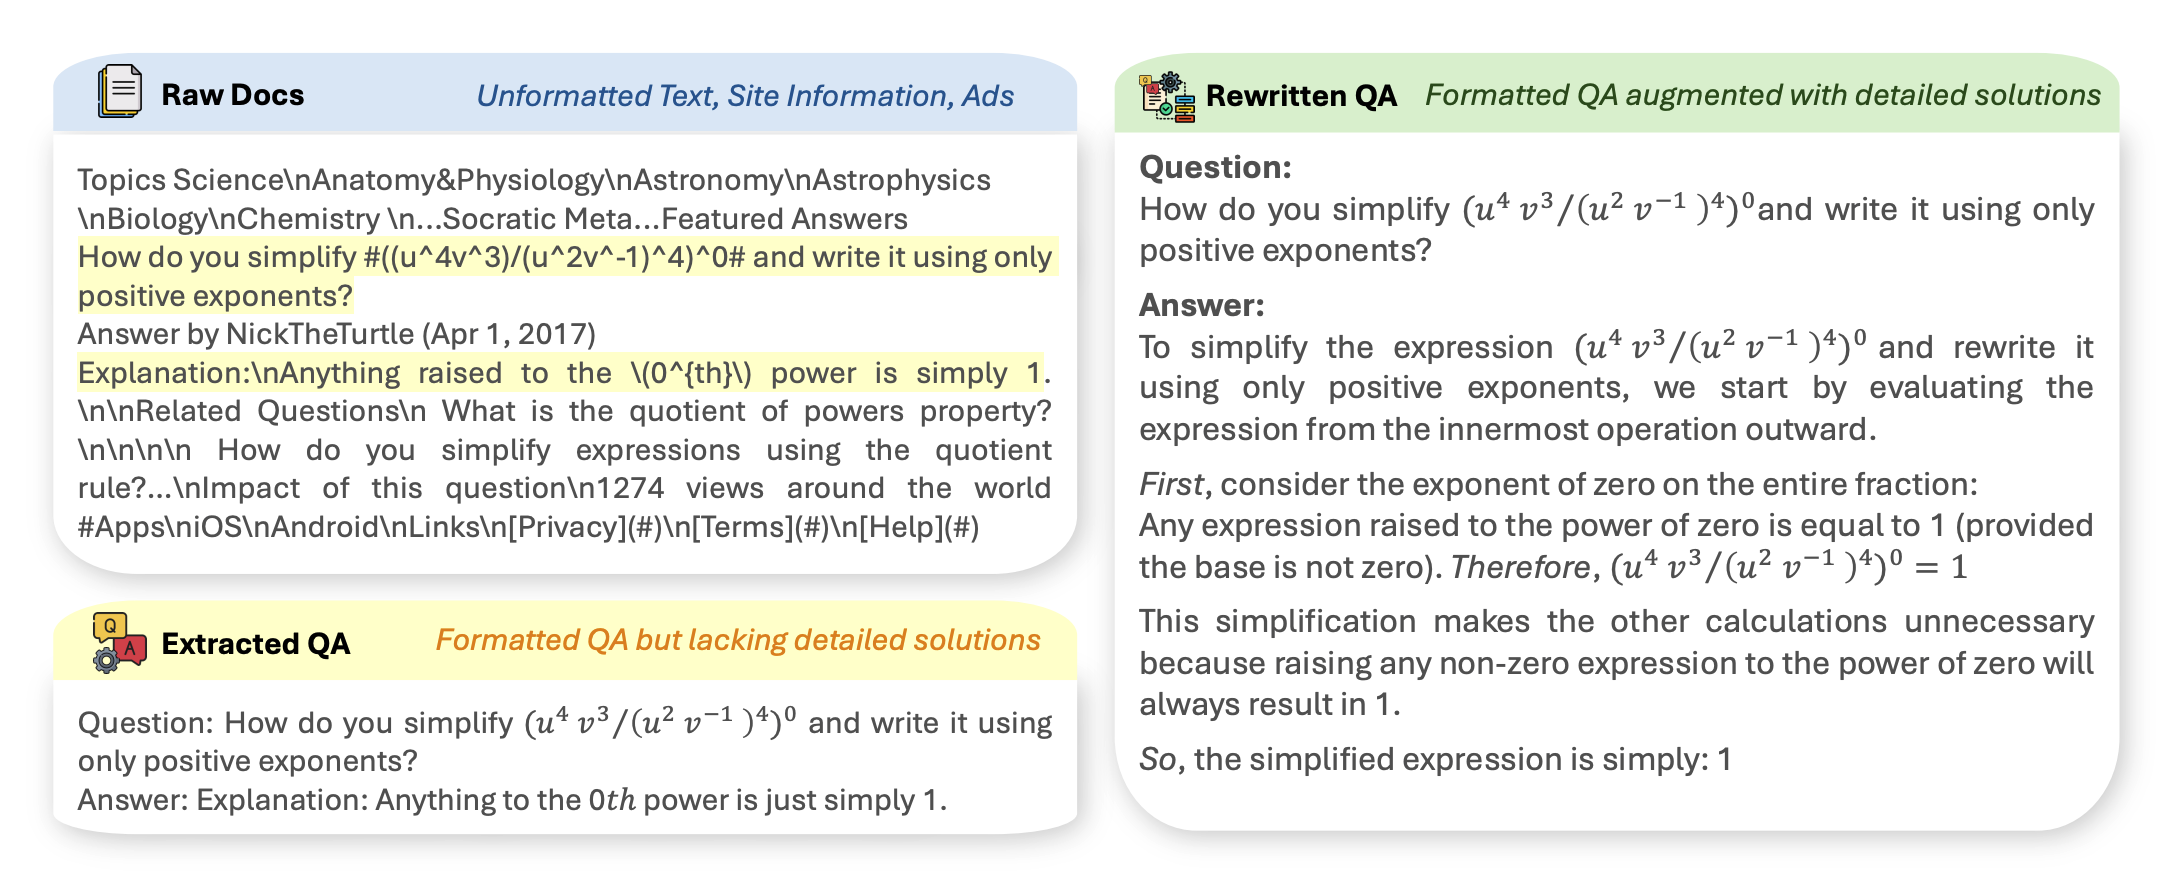 Raw Docs
Unformatted Text, Site Information, Ads
Topics Science\nAnatomy&Physiology\nAstronomy\nAstrophysics
\nBiology\nChemistry \n...Socratic Meta...Featured Answers
How do you simplify #((u^4v^3)/(u^2v^-1)^4)^0# and write it using only
positive exponents?
Answer by NickTheTurtle (Apr 1, 2017)
Explanation:\nAnything raised to the \(0^{th}\) power is simply 1.
\n\nRelated Questions\n What is the quotient of powers property?
\n\n\n\n How do you simplify expressions using the quotient
rule?...\nImpact of this question\n1274 views around the world
#Apps\niOS\nAndroid\nLinks\n[Privacy](#)\n[Terms](#)\n[Help](#)
Q
A
Extracted QA
Formatted QA but lacking detailed solutions
Question: How do you simplify (u⁴ v³/(u² v⁻¹ )⁴)⁰ and write it using
only positive exponents?
Answer: Explanation: Anything to the 0th power is just simply 1.
Q
A
Rewritten QA
Formatted QA augmented with detailed solutions
Question:
How do you simplify (u⁴ v³/(u² v⁻¹ )⁴)⁰and write it using only
positive exponents?
Answer:
To simplify the expression (u⁴ v³/(u² v⁻¹ )⁴)⁰ and rewrite it
using only positive exponents, we start by evaluating the
expression from the innermost operation outward.
First, consider the exponent of zero on the entire fraction:
Any expression raised to the power of zero is equal to 1 (provided
the base is not zero). Therefore, (u⁴ v³/(u² v⁻¹ )⁴)⁰ = 1
This simplification makes the other calculations unnecessary
because raising any non-zero expression to the power of zero will
always result in 1.
So, the simplified expression is simply: 1